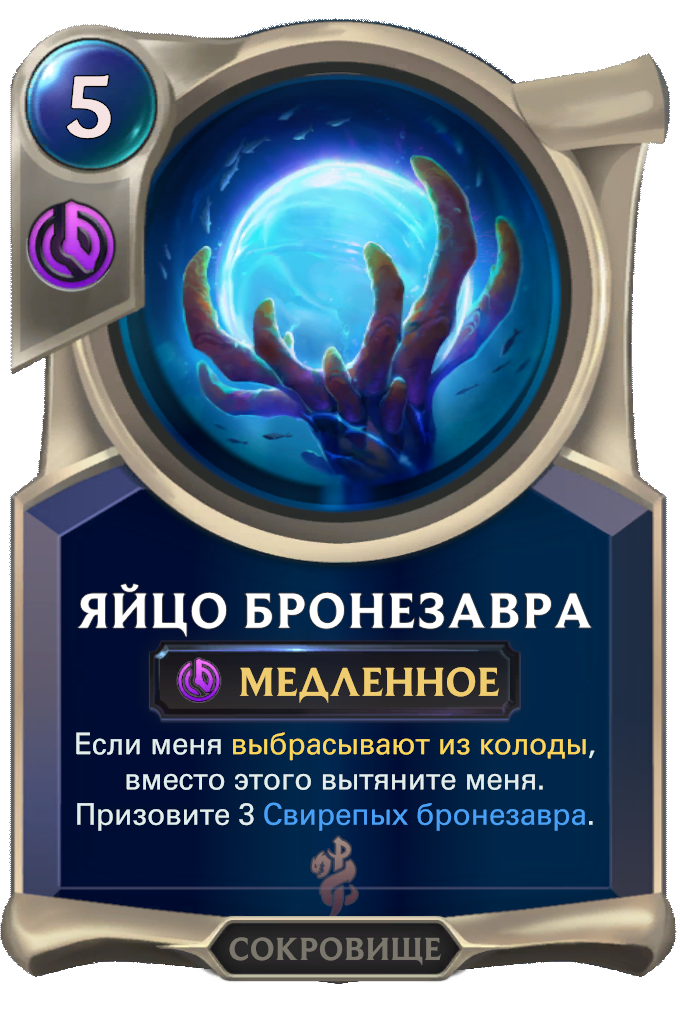 5
ЯЙЦО БРОНЕЗАВРА
МЕДЛЕННОЕ
Если меня выбрасывают из колоды,
вместо этого вытяните меня.
Призовите 3 Свирепых бронезавра.
СОКРОВИЩЕ